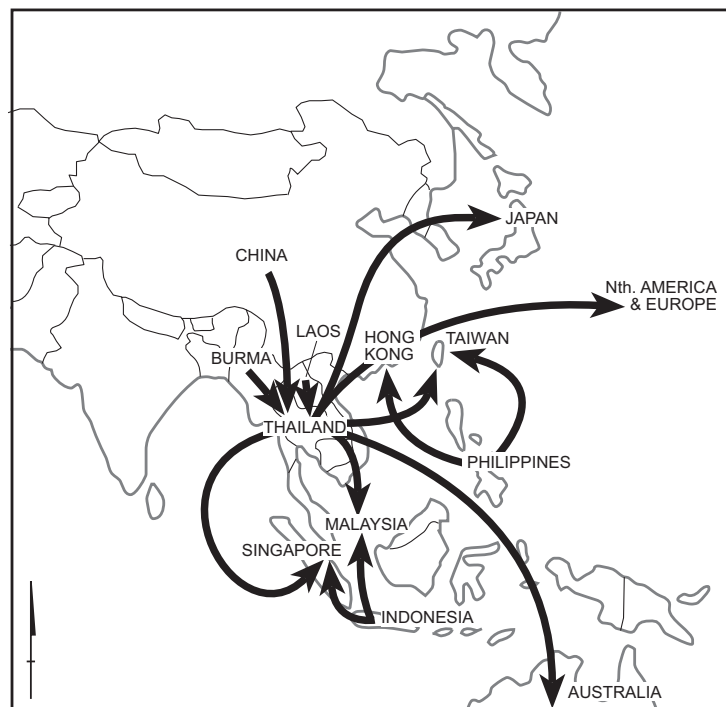 JAPAN
CHINA
Nth. AMERICA
& EUROPE
LAOS
HONG
KONG
TAIWAN
BURMA
THAILAND
PHILIPPINES
MALAYSIA
SINGAPORE
INDONESIA
AUSTRALIA